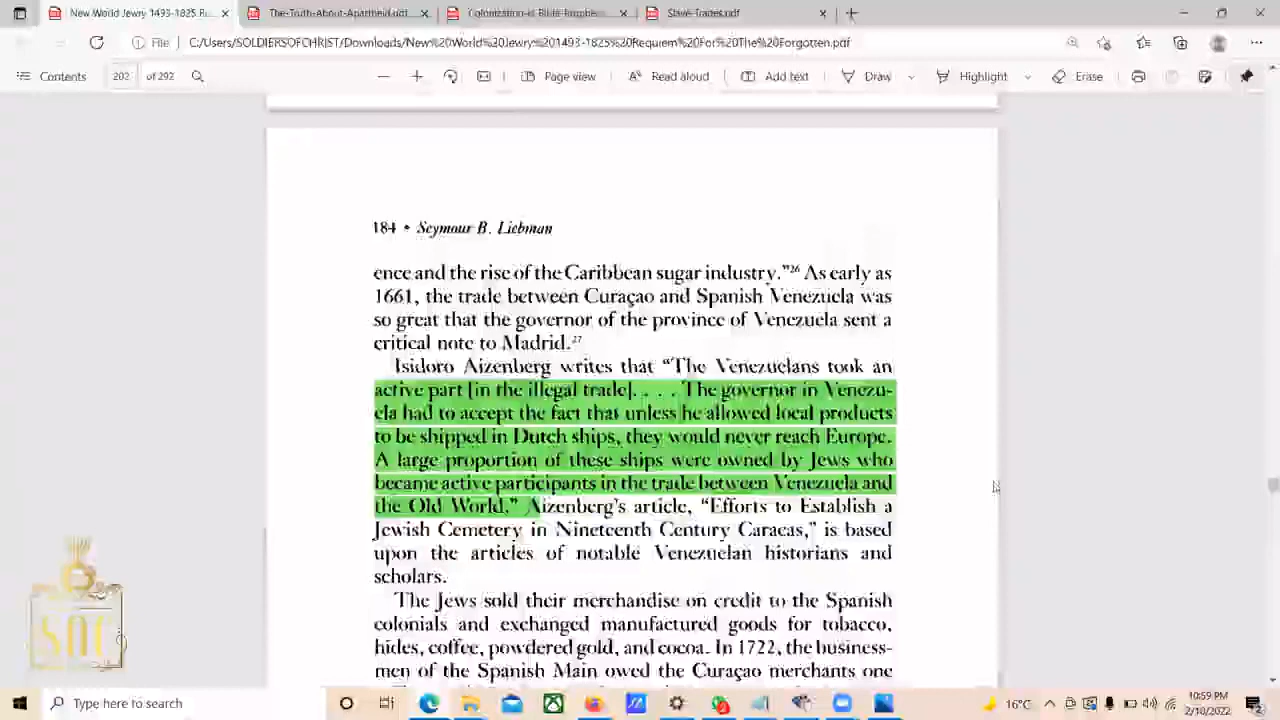 New World Jewry 1493-1825 R
The-Truth-About-Apartheid.pdf
Slave-Trades.pdf
File
C:/Users/SOLDIERSOFCHRIST/Downloads/New%20World%20Jewry%201493-1825%20Requiem%20For%20The%20Forgotten.pdf
Contents
202
of 292
Page view
Read aloud
Add text
Draw
Highlight
Erase
184 • Seymour B. Liebman
ence and the rise of the Caribbean sugar industry."²⁶ As early as
1661, the trade between Curaçao and Spanish Venezuela was
so great that the governor of the province of Venezuela sent a
critical note to Madrid.²⁷
Isidoro Aizenberg writes that "The Venezuelans took an
active part [in the illegal trade]. . . . The governor in Venezu-
ela had to accept the fact that unless he allowed local products
to be shipped in Dutch ships, they would never reach Europe.
A large proportion of these ships were owned by Jews who
became active participants in the trade between Venezuela and
the Old World," Aizenberg's article, "Efforts to Establish a
Jewish Cemetery in Nineteenth Century Caracas," is based
upon the articles of notable Venezuelan historians and
scholars.
The Jews sold their merchandise on credit to the Spanish
colonials and exchanged manufactured goods for tobacco,
hides, coffee, powdered gold, and cocoa. In 1722, the business-
men of the Spanish Main owed the Curaçao merchants one
Type here to search
16°C
10:59 PM
2/10/2022